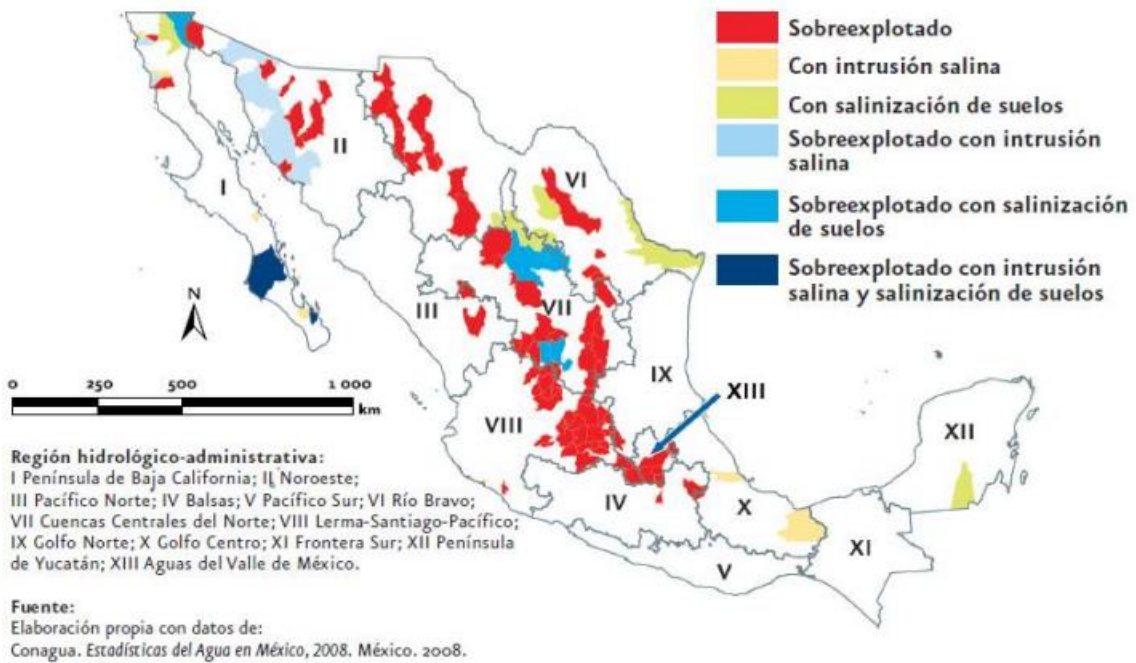 Sobreexplotado
Con intrusión salina
Con salinización de suelos
Sobreexplotado con intrusión
salina
Sobreexplotado con salinización
de suelos
Sobreexplotado con intrusión
salina y salinización de suelos
I
II
III
IV
V
VI
VII
VIII
IX
X
XI
XII
XIII
N
0 250 500 1 000
km
Región hidrológico-administrativa:
I Península de Baja California; II Noroeste;
III Pacífico Norte; IV Balsas; V Pacífico Sur; VI Río Bravo;
VII Cuencas Centrales del Norte; VIII Lerma-Santiago-Pacífico;
IX Golfo Norte; X Golfo Centro; XI Frontera Sur; XII Península
de Yucatán; XIII Aguas del Valle de México.
Fuente:
Elaboración propia con datos de:
Conagua. Estadísticas del Agua en México, 2008. México. 2008.